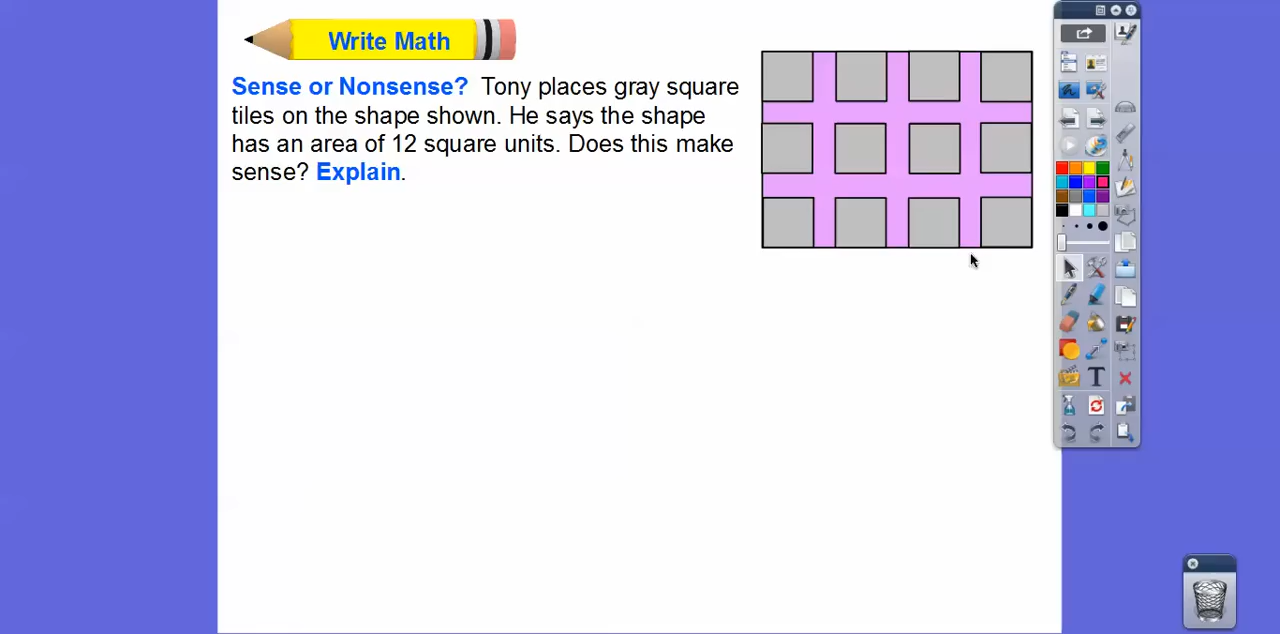 Write Math
Sense or Nonsense? Tony places gray square
tiles on the shape shown. He says the shape
has an area of 12 square units. Does this make
sense? Explain.
T